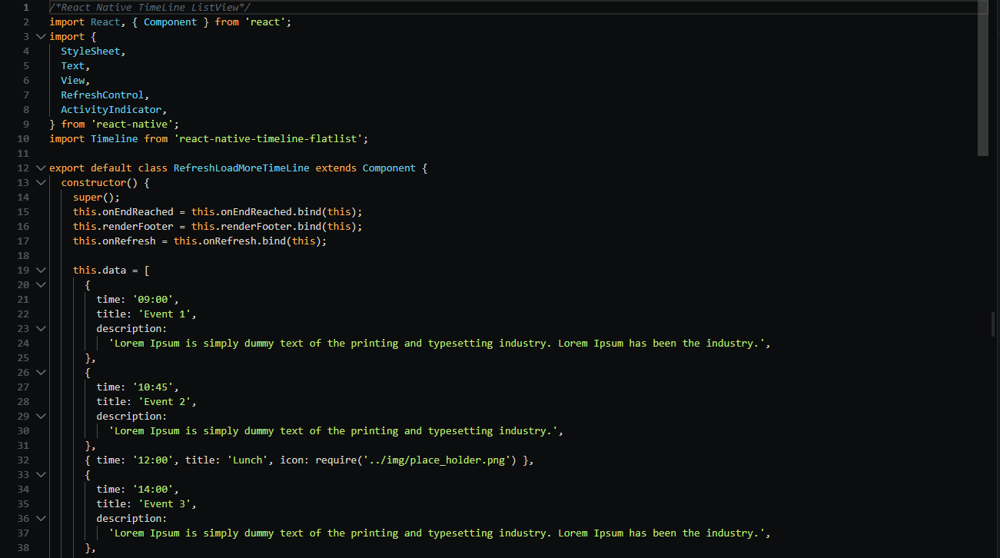 1 /*React Native TimeLine ListView*/
2 import React, { Component } from 'react';
3 import {
4   StyleSheet,
5   Text,
6   View,
7   RefreshControl,
8   ActivityIndicator,
9 } from 'react-native';
10 import Timeline from 'react-native-timeline-flatlist';
11
12 export default class RefreshLoadMoreTimeLine extends Component {
13   constructor() {
14     super();
15     this.onEndReached = this.onEndReached.bind(this);
16     this.renderFooter = this.renderFooter.bind(this);
17     this.onRefresh = this.onRefresh.bind(this);
18
19     this.data = [
20       {
21         time: '09:00',
22         title: 'Event 1',
23         description:
24           'Lorem Ipsum is simply dummy text of the printing and typesetting industry. Lorem Ipsum has been the industry.',
25       },
26       {
27         time: '10:45',
28         title: 'Event 2',
29         description:
30           'Lorem Ipsum is simply dummy text of the printing and typesetting industry.',
31       },
32       { time: '12:00', title: 'Lunch', icon: require('../img/place_holder.png') },
33       {
34         time: '14:00',
35         title: 'Event 3',
36         description:
37           'Lorem Ipsum is simply dummy text of the printing and typesetting industry. Lorem Ipsum has been the industry.',
38       },